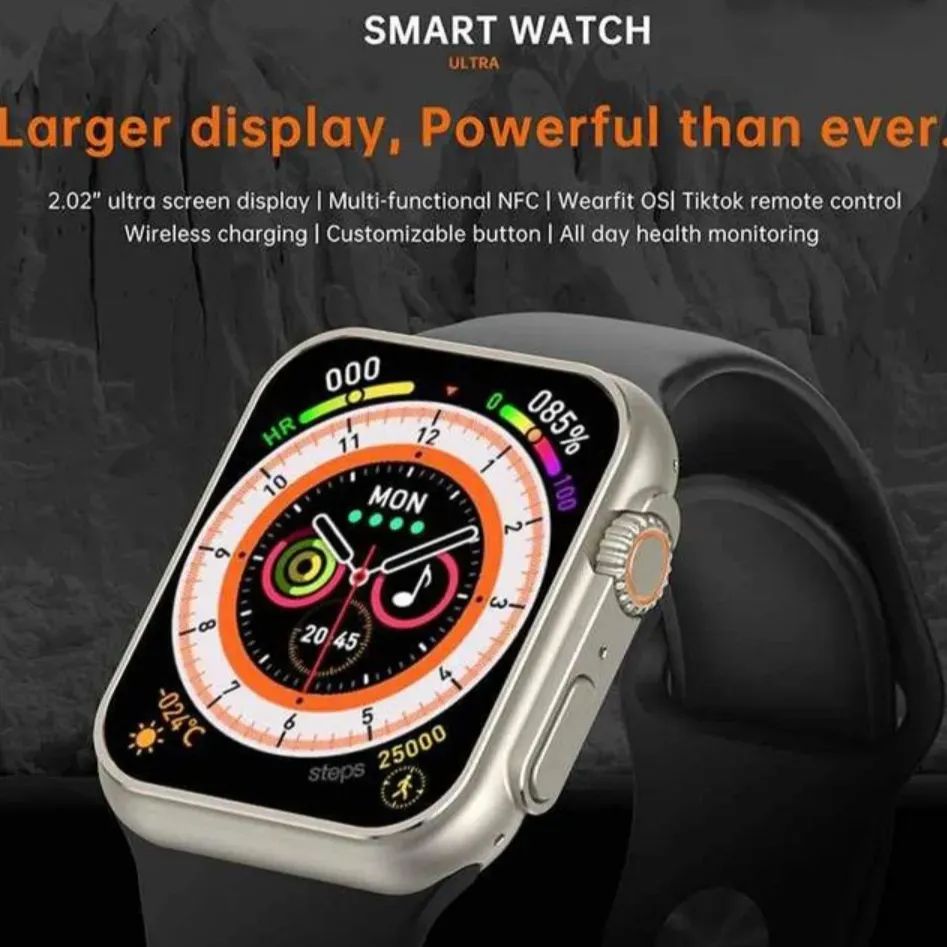 SMART WATCH
ULTRA
Larger display, Powerful than ever.
2.02" ultra screen display | Multi-functional NFC | Wearfit OS| Tiktok remote control
Wireless charging | Customizable button | All day health monitoring
000
HR
0
085%
100
11
12
1
10
2
9
3
8
4
7
6
5
MON
20 45
-024°C
steps
25000